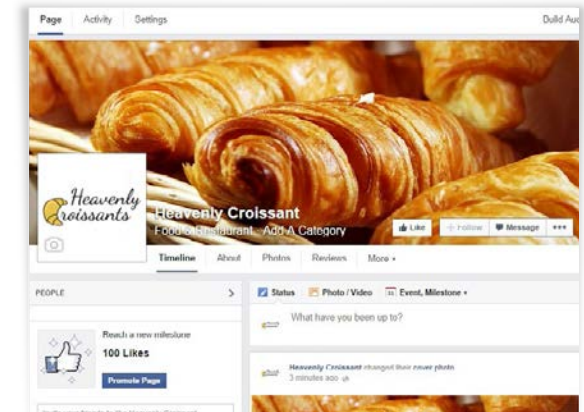 Page Activity Settings Build Aud
Heavenly
Croissants
Heavenly Croissant
Food & Restaurant Add A Category
Like Follow Message •••
Timeline About Photos Reviews More
PEOPLE >
Status Photo / Video 31 Event, Milestone
What have you been up to?
Reach a new milestone
100 Likes
Promote Page
Heavenly Croissant changed their cover photo.
3 minutes ago